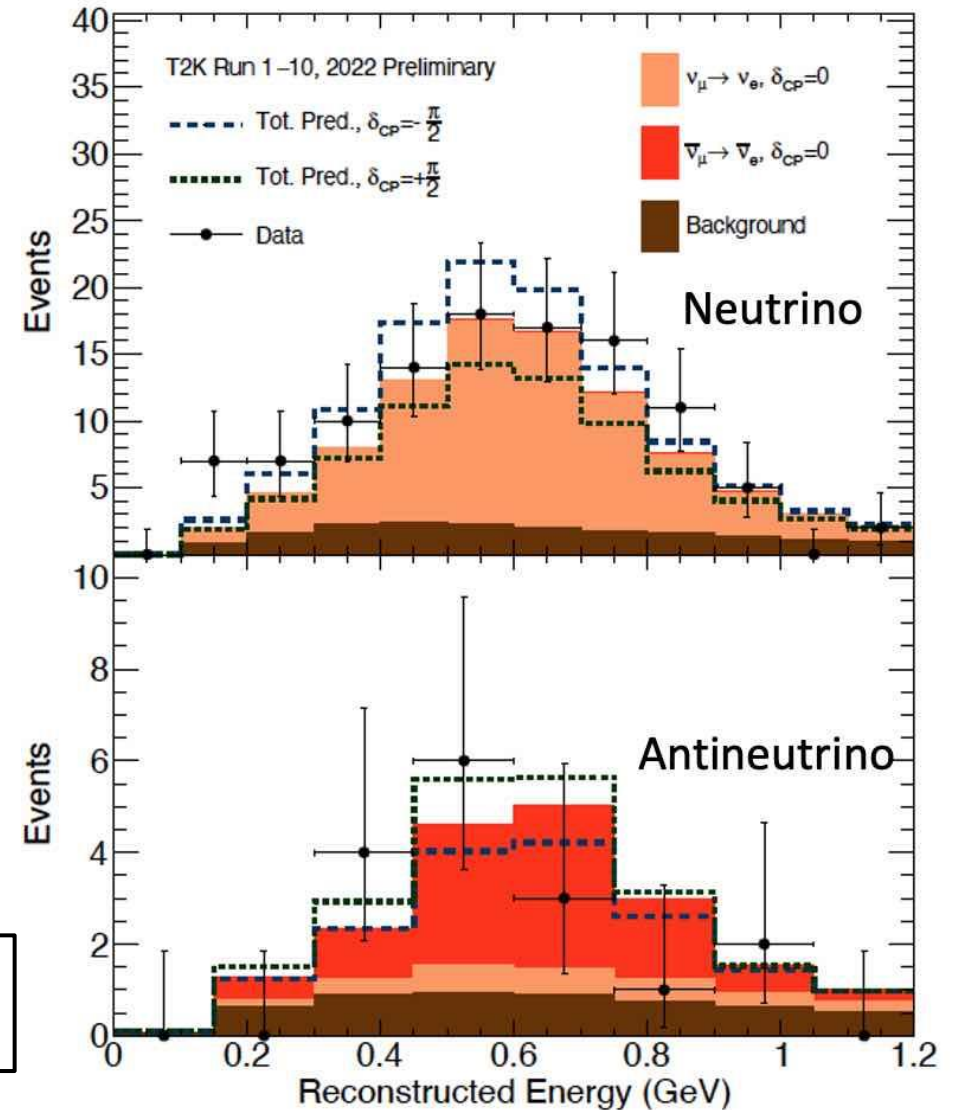 40
35
30
25
20
15
10
5
Events
T2K Run 1–10, 2022 Preliminary
Tot. Pred., δCP=- π/2
Tot. Pred., δCP=+π/2
Data
νμ→ νe, δCP=0
ν̅μ→ ν̅e, δCP=0
Background
Neutrino
10
8
6
4
2
0
Events
Antineutrino
0 0.2 0.4 0.6 0.8 1 1.2
Reconstructed Energy (GeV)